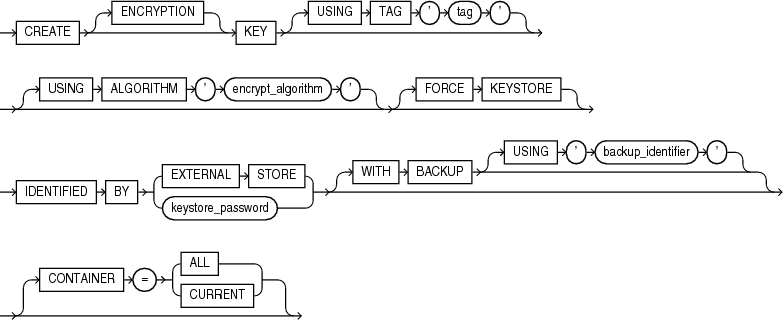 CREATE ENCRYPTION KEY USING TAG ' tag '
USING ALGORITHM ' encrypt_algorithm ' FORCE KEYSTORE
IDENTIFIED BY EXTERNAL STORE keystore_password WITH BACKUP USING ' backup_identifier '
CONTAINER = ALL CURRENT